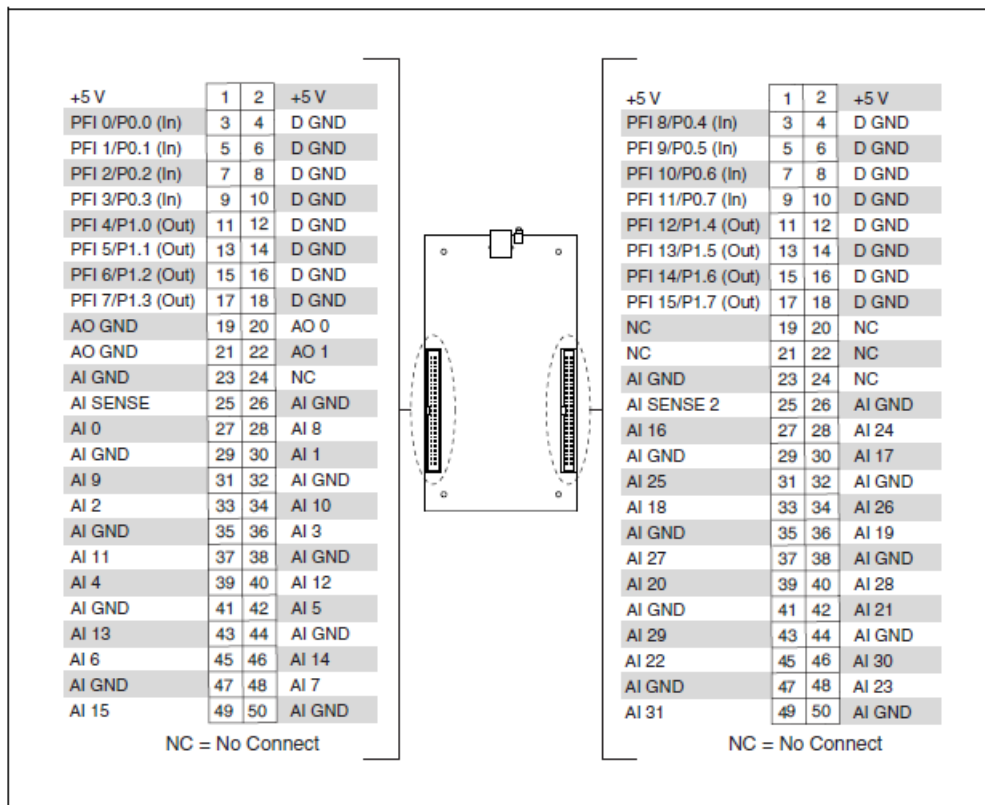 +5 V 1 2 +5 V
PFI 0/P0.0 (In) 3 4 D GND
PFI 1/P0.1 (In) 5 6 D GND
PFI 2/P0.2 (In) 7 8 D GND
PFI 3/P0.3 (In) 9 10 D GND
PFI 4/P1.0 (Out) 11 12 D GND
PFI 5/P1.1 (Out) 13 14 D GND
PFI 6/P1.2 (Out) 15 16 D GND
PFI 7/P1.3 (Out) 17 18 D GND
AO GND 19 20 AO 0
AO GND 21 22 AO 1
AI GND 23 24 NC
AI SENSE 25 26 AI GND
AI 0 27 28 AI 8
AI GND 29 30 AI 1
AI 9 31 32 AI GND
AI 2 33 34 AI 10
AI GND 35 36 AI 3
AI 11 37 38 AI GND
AI 4 39 40 AI 12
AI GND 41 42 AI 5
AI 13 43 44 AI GND
AI 6 45 46 AI 14
AI GND 47 48 AI 7
AI 15 49 50 AI GND
NC = No Connect
+5 V 1 2 +5 V
PFI 8/P0.4 (In) 3 4 D GND
PFI 9/P0.5 (In) 5 6 D GND
PFI 10/P0.6 (In) 7 8 D GND
PFI 11/P0.7 (In) 9 10 D GND
PFI 12/P1.4 (Out) 11 12 D GND
PFI 13/P1.5 (Out) 13 14 D GND
PFI 14/P1.6 (Out) 15 16 D GND
PFI 15/P1.7 (Out) 17 18 D GND
NC 19 20 NC
NC 21 22 NC
AI GND 23 24 NC
AI SENSE 2 25 26 AI GND
AI 16 27 28 AI 24
AI GND 29 30 AI 17
AI 25 31 32 AI GND
AI 18 33 34 AI 26
AI GND 35 36 AI 19
AI 27 37 38 AI GND
AI 20 39 40 AI 28
AI GND 41 42 AI 21
AI 29 43 44 AI GND
AI 22 45 46 AI 30
AI GND 47 48 AI 23
AI 31 49 50 AI GND
NC = No Connect